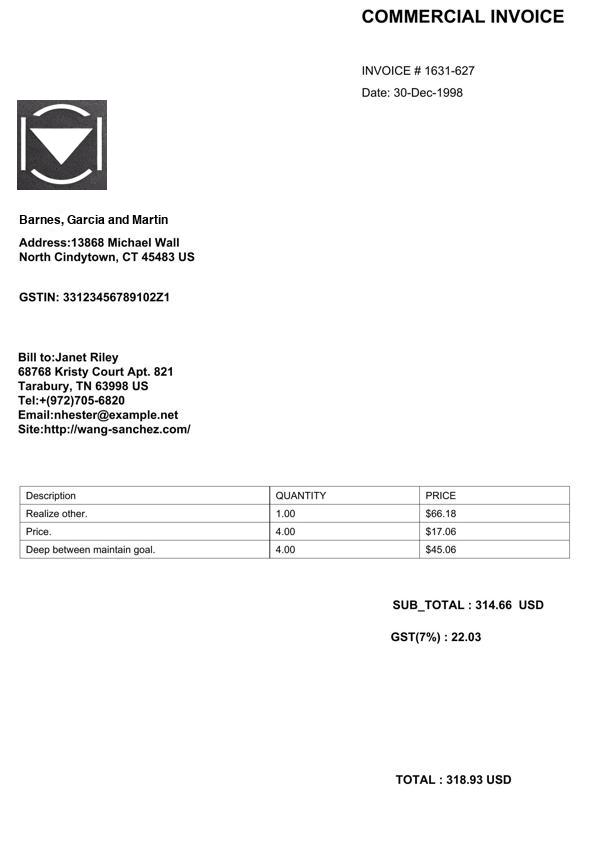 COMMERCIAL INVOICE
INVOICE # 1631-627
Date: 30-Dec-1998
Barnes, Garcia and Martin
Address:13868 Michael Wall
North Cindytown, CT 45483 US
GSTIN: 33123456789102Z1
Bill to:Janet Riley
68768 Kristy Court Apt. 821
Tarabury, TN 63998 US
Tel:+(972)705-6820
Email:nhester@example.net
Site:http://wang-sanchez.com/
Description QUANTITY PRICE
Realize other. 1.00 $66.18
Price. 4.00 $17.06
Deep between maintain goal. 4.00 $45.06
SUB_TOTAL : 314.66 USD
GST(7%) : 22.03
TOTAL : 318.93 USD